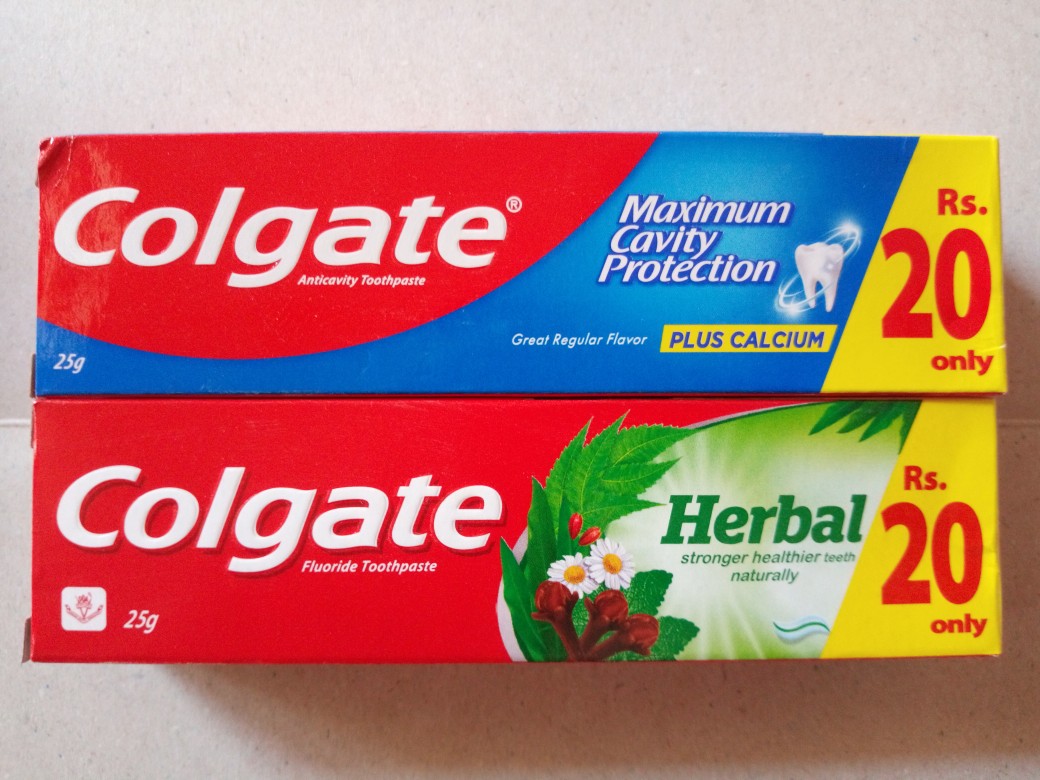 Colgate®
Anticavity Toothpaste
25g
Maximum
Cavity
Protection
Great Regular Flavor
PLUS CALCIUM
Rs.
20
only
Colgate
Fluoride Toothpaste
25g
Herbal
stronger healthier teeth
naturally
Rs.
20
only